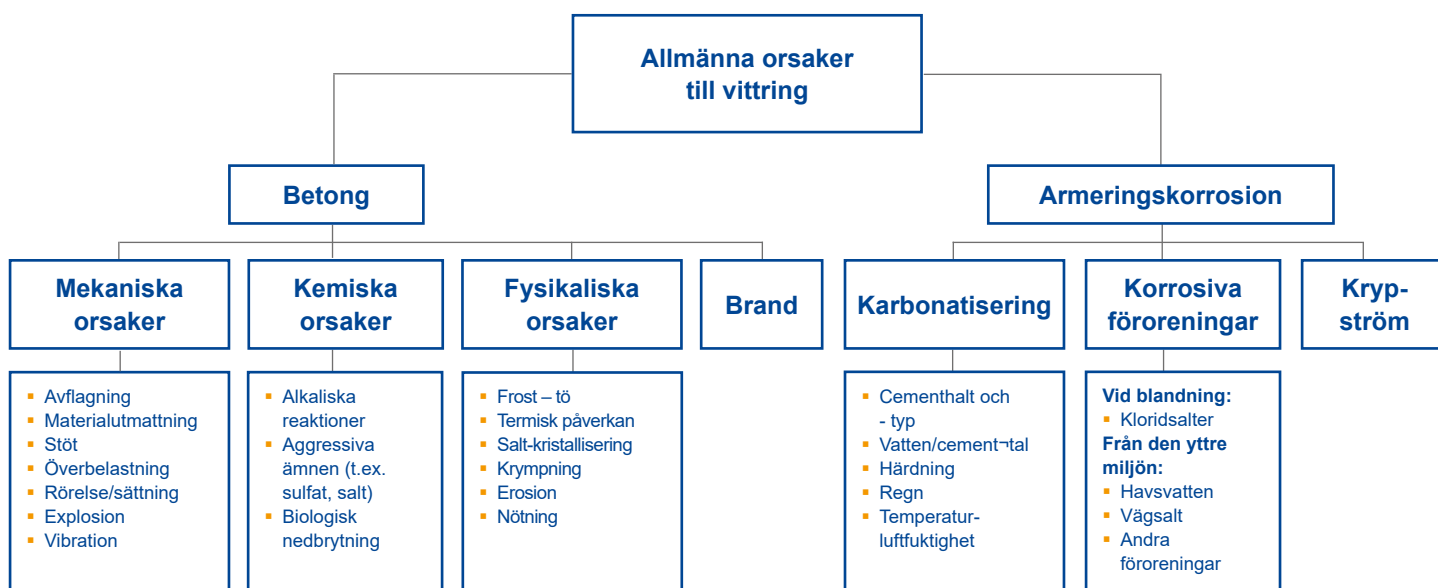 Allmänna orsaker
till vittring
Betong
Armeringskorrosion
Mekaniska
orsaker
Kemiska
orsaker
Fysikaliska
orsaker
Brand
Karbonatisering
Korrosiva
föroreningar
Kryp-
ström
Avflagning
Materialutmattning
Stöt
Överbelastning
Rörelse/sättning
Explosion
Vibration
Alkaliska
reaktioner
Aggressiva
ämnen (t.ex.
sulfat, salt)
Biologisk
nedbrytning
Frost – tö
Termisk påverkan
Salt-kristallisering
Krympning
Erosion
Nötning
Cementhalt och
- typ
Vatten/cement¬tal
Härdning
Regn
Temperatur-
luftfuktighet
Vid blandning:
Kloridsalter
Från den yttre
miljön:
Havsvatten
Vägsalt
Andra
föroreningar